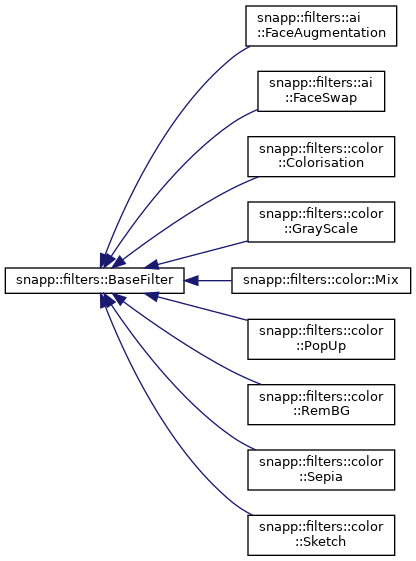 snapp::filters::ai
::FaceAugmentation
snapp::filters::ai
::FaceSwap
snapp::filters::color
::Colorisation
snapp::filters::color
::GrayScale
snapp::filters::BaseFilter
snapp::filters::color::Mix
snapp::filters::color
::PopUp
snapp::filters::color
::RemBG
snapp::filters::color
::Sepia
snapp::filters::color
::Sketch